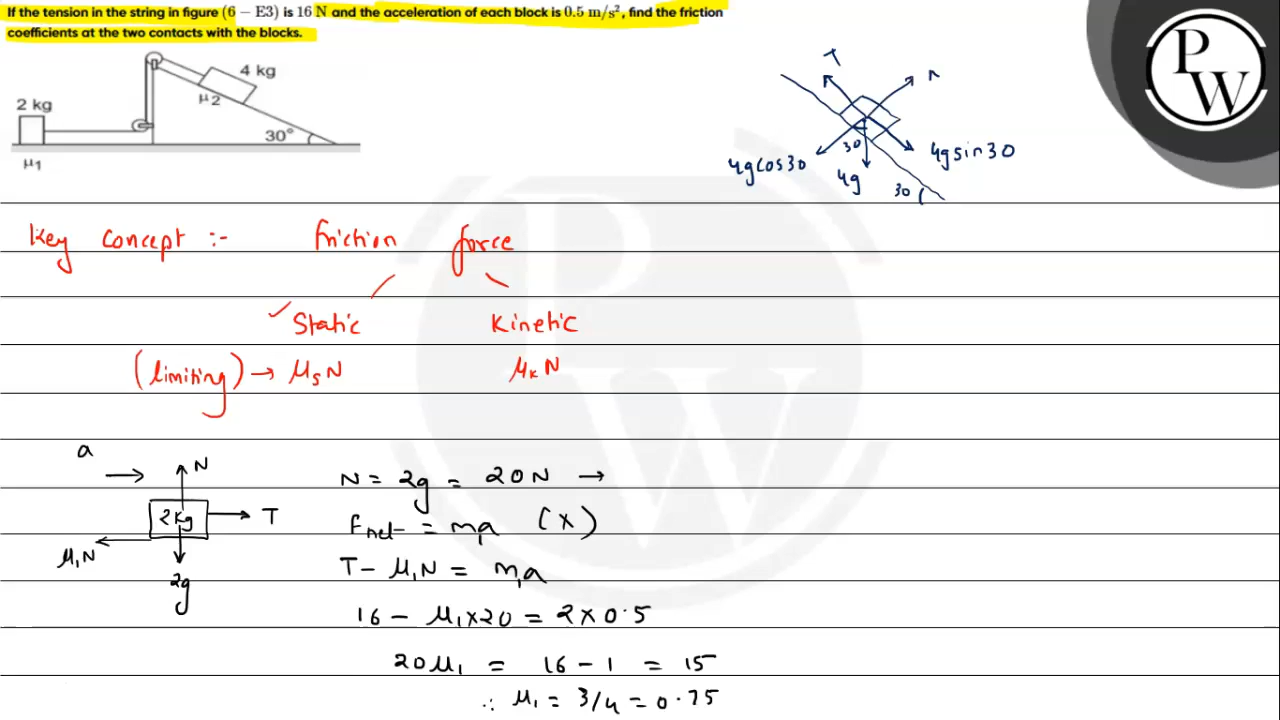 If the tension in the string in figure (6 − E3) is 16 N and the acceleration of each block is 0.5 m/s², find the friction
coefficients at the two contacts with the blocks.
4 kg
μ2
2 kg
30°
μ1
T
N
4g cos30
30
4g
4g sin30
30
P
W
Key concept :- friction force
Static Kinetic
(limiting) → μsN μkN
a
N
2kg
T
μ1N
2g
N = 2g = 20N →
Fnet = ma (x)
T − μ1N = m1a
16 − μ1×20 = 2×0.5
20μ1 = 16 − 1 = 15
∴ μ1 = 3/4 = 0.75